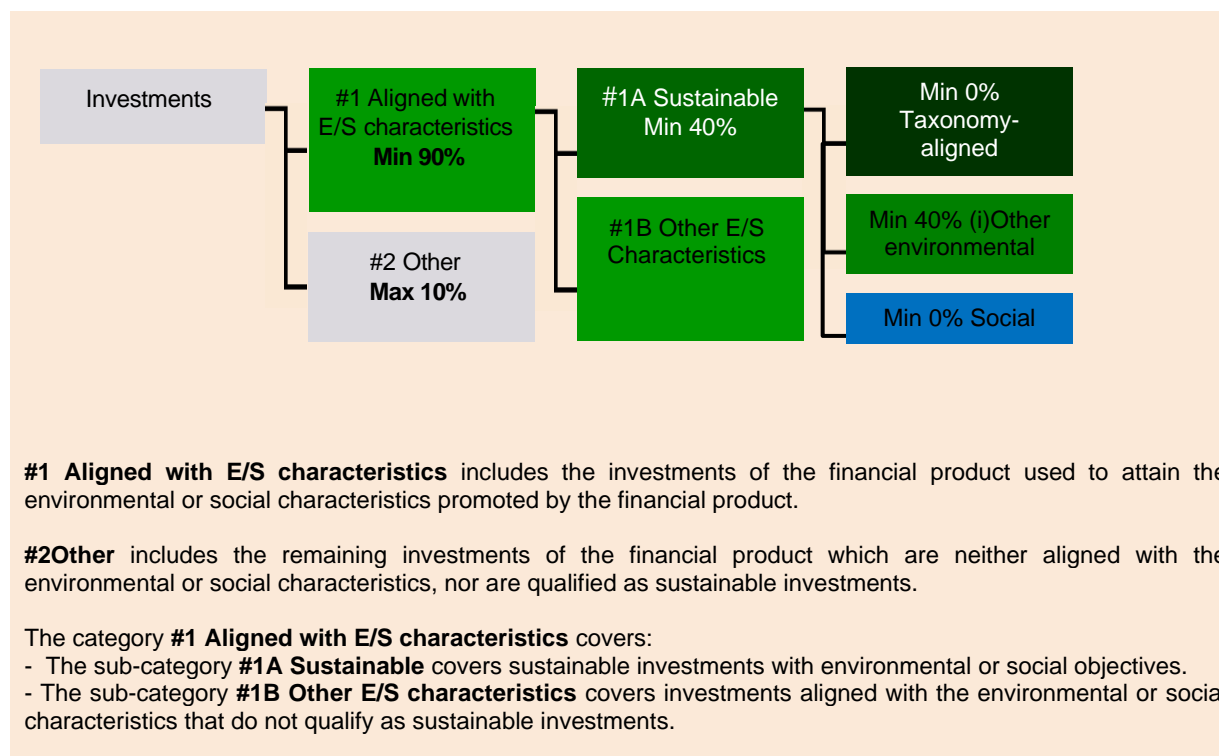 Investments
#1 Aligned with
E/S characteristics
Min 90%
#2 Other
Max 10%
#1A Sustainable
Min 40%
#1B Other E/S
Characteristics
Min 0%
Taxonomy-
aligned
Min 40% (i)Other
environmental
Min 0% Social
#1 Aligned with E/S characteristics includes the investments of the financial product used to attain the
environmental or social characteristics promoted by the financial product.
#2Other includes the remaining investments of the financial product which are neither aligned with the
environmental or social characteristics, nor are qualified as sustainable investments.
The category #1 Aligned with E/S characteristics covers:
- The sub-category #1A Sustainable covers sustainable investments with environmental or social objectives.
- The sub-category #1B Other E/S characteristics covers investments aligned with the environmental or social
characteristics that do not qualify as sustainable investments.